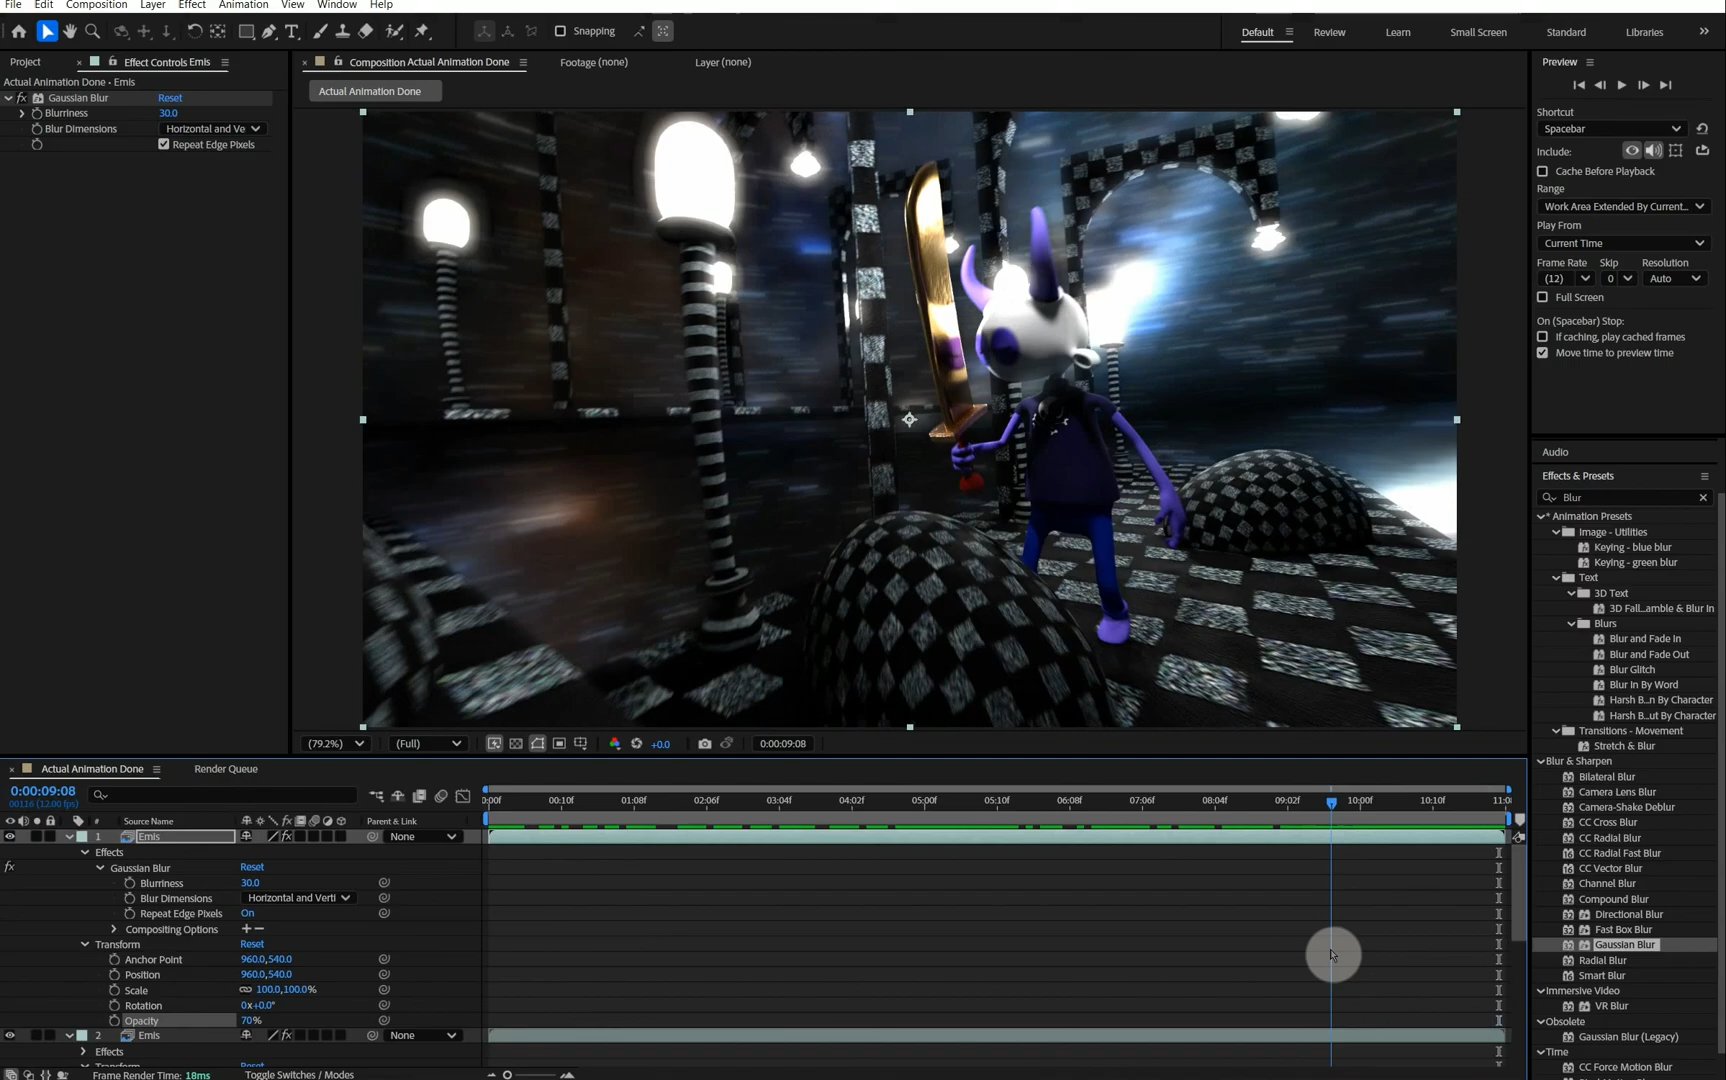 File Edit Composition Layer Effect Animation View Window Help
Snapping
Default Review Learn Small Screen Standard Libraries
Project Effect Controls Emis
Actual Animation Done - Emis
Gaussian Blur Reset
Blurriness 30.0
Blur Dimensions Horizontal and Ve
Repeat Edge Pixels
Composition Actual Animation Done Footage (none) Layer (none)
Actual Animation Done
(79.2%) (Full) +0.0 0:00:09:08
Preview
Shortcut
Spacebar
Include:
Cache Before Playback
Range
Work Area Extended By Current...
Play From
Current Time
Frame Rate Skip Resolution
(12) 0 Auto
Full Screen
On (Spacebar) Stop:
If caching, play cached frames
Move time to preview time
Audio
Effects & Presets
Blur
* Animation Presets
Image - Utilities
Keying - blue blur
Keying - green blur
Text
3D Text
3D Fall...amble & Blur In
Blurs
Blur and Fade In
Blur and Fade Out
Blur Glitch
Blur In By Word
Harsh B...n By Character
Harsh B...ut By Character
Transitions - Movement
Stretch & Blur
Blur & Sharpen
Bilateral Blur
Camera Lens Blur
Camera-Shake Deblur
CC Cross Blur
CC Radial Blur
CC Radial Fast Blur
CC Vector Blur
Channel Blur
Compound Blur
Directional Blur
Fast Box Blur
Gaussian Blur
Radial Blur
Smart Blur
Immersive Video
VR Blur
Obsolete
Gaussian Blur (Legacy)
Time
CC Force Motion Blur
Actual Animation Done Render Queue
0:00:09:08
00126 (12.00 fps)
:00f 00:10f 01:08f 02:06f 03:04f 04:02f 05:00f 05:10f 06:08f 07:06f 08:04f 09:02f 10:00f 10:10f 11:0
# Source Name Parent & Link
1 Emis None
Effects
Gaussian Blur Reset
Blurriness 30.0
Blur Dimensions Horizontal and Verti
Repeat Edge Pixels On
Compositing Options
Transform Reset
Anchor Point 960.0,540.0
Position 960.0,540.0
Scale 100.0,100.0%
Rotation 0x+0.0°
Opacity 70%
2 Emis None
Effects
Frame Render Time: 18ms Toggle Switches / Modes